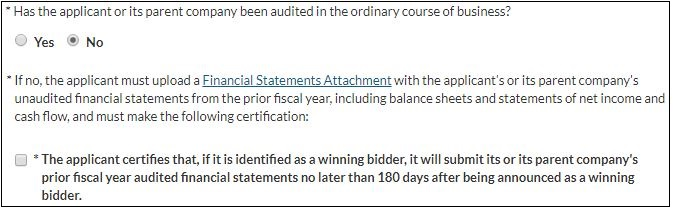 * Has the applicant or its parent company been audited in the ordinary course of business?
Yes No
* If no, the applicant must upload a Financial Statements Attachment with the applicant's or its parent company's
unaudited financial statements from the prior fiscal year, including balance sheets and statements of net income and
cash flow, and must make the following certification:
* The applicant certifies that, if it is identified as a winning bidder, it will submit its or its parent company's
prior fiscal year audited financial statements no later than 180 days after being announced as a winning
bidder.